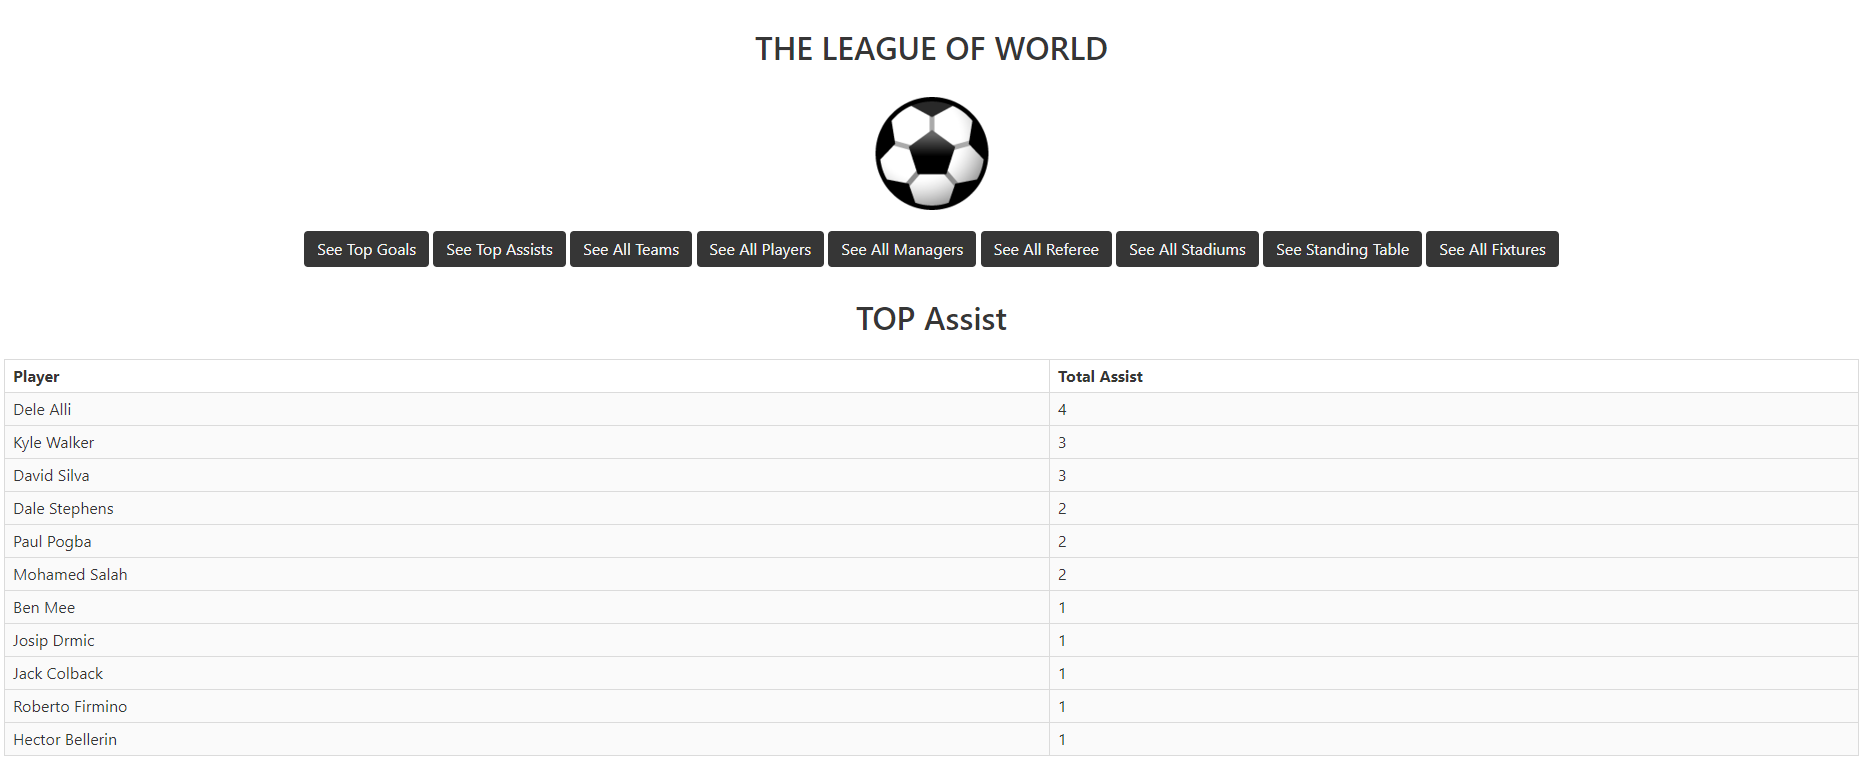 THE LEAGUE OF WORLD
See Top Goals See Top Assists See All Teams See All Players See All Managers See All Referee See All Stadiums See Standing Table See All Fixtures
TOP Assist
Player Total Assist
Dele Alli 4
Kyle Walker 3
David Silva 3
Dale Stephens 2
Paul Pogba 2
Mohamed Salah 2
Ben Mee 1
Josip Drmic 1
Jack Colback 1
Roberto Firmino 1
Hector Bellerin 1